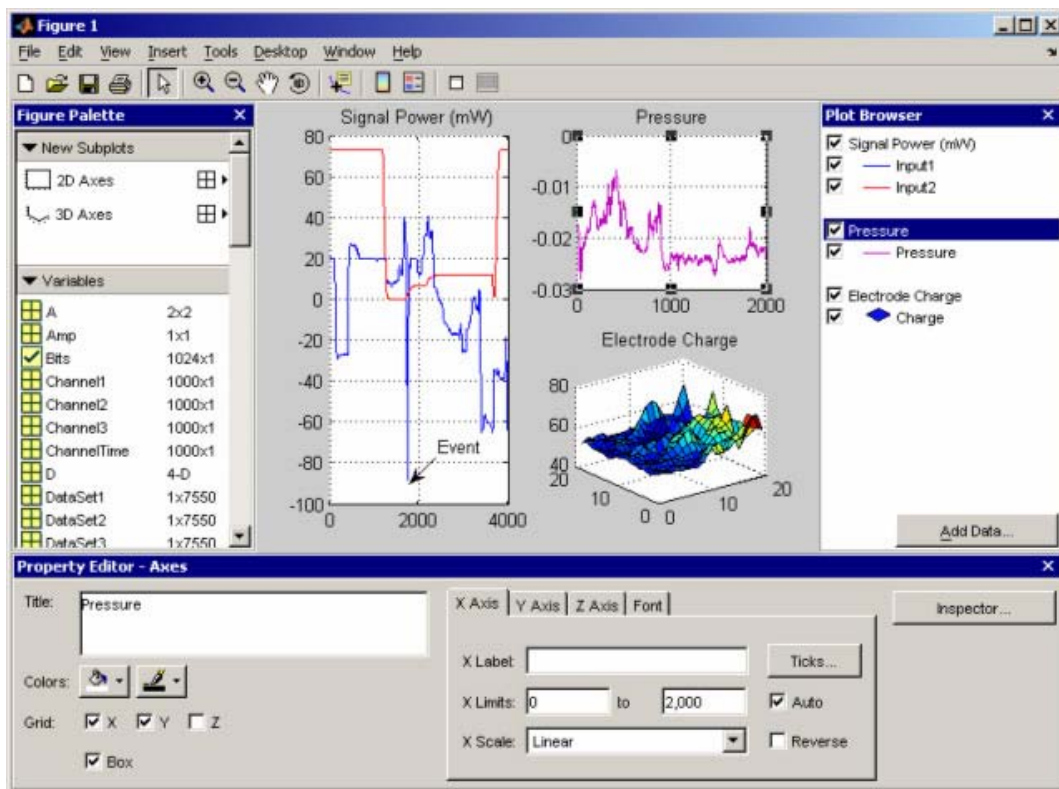 Figure 1
File Edit View Insert Tools Desktop Window Help
Figure Palette
New Subplots
2D Axes
3D Axes
Variables
A 2x2
Amp 1x1
Bits 1024x1
Channel1 1000x1
Channel2 1000x1
Channel3 1000x1
ChannelTime 1000x1
D 4-D
DataSet1 1x7550
DataSet2 1x7550
DataSet3 1x7550
Signal Power (mW)
80
60
40
20
0
-20
-40
-60
-80
-100
Event
0 2000 4000
Pressure
0
-0.01
-0.02
-0.03
0 1000 2000
Electrode Charge
80
60
40
20 10 0
0 10 20
Plot Browser
Signal Power (mW)
Input1
Input2
Pressure
Pressure
Electrode Charge
Charge
Add Data...
Property Editor - Axes
Title: Pressure
Colors:
Grid: X Y Z
Box
X Axis Y Axis Z Axis Font
X Label: Ticks...
X Limits: 0 to 2,000 Auto
X Scale: Linear Reverse
Inspector...